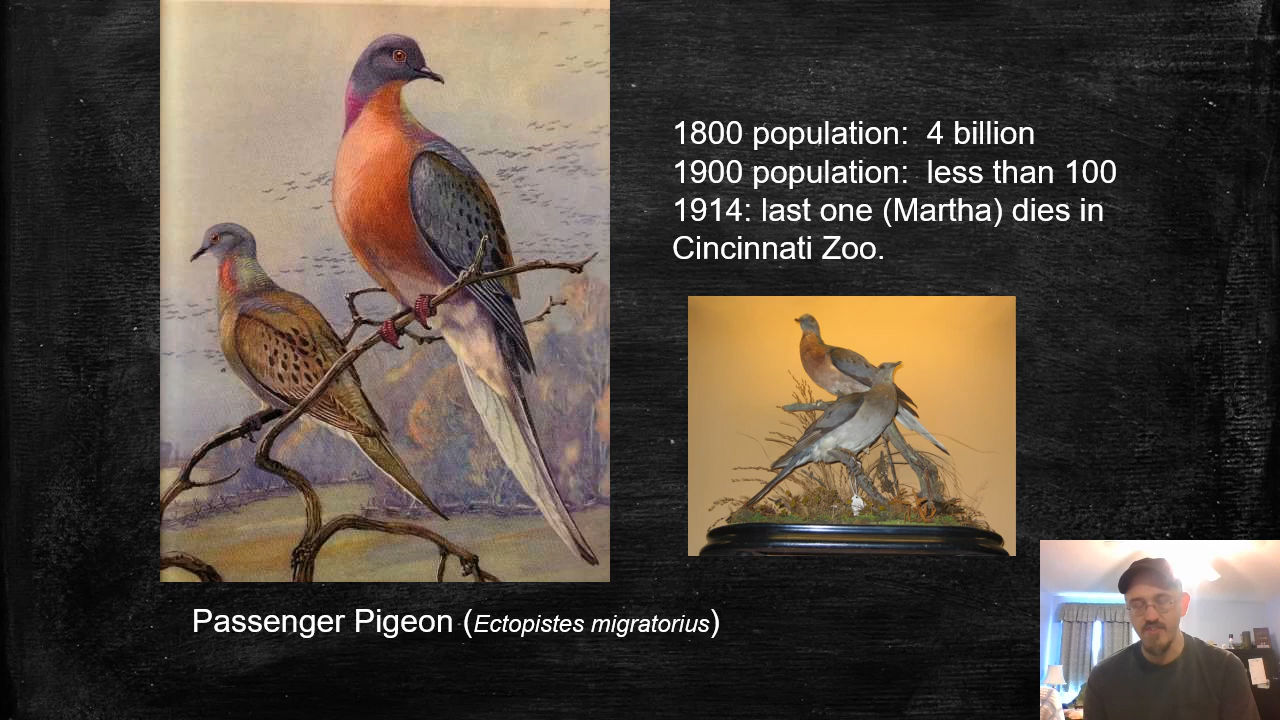 1800 population:  4 billion
1900 population:  less than 100
1914: last one (Martha) dies in
Cincinnati Zoo.
Passenger Pigeon (Ectopistes migratorius)